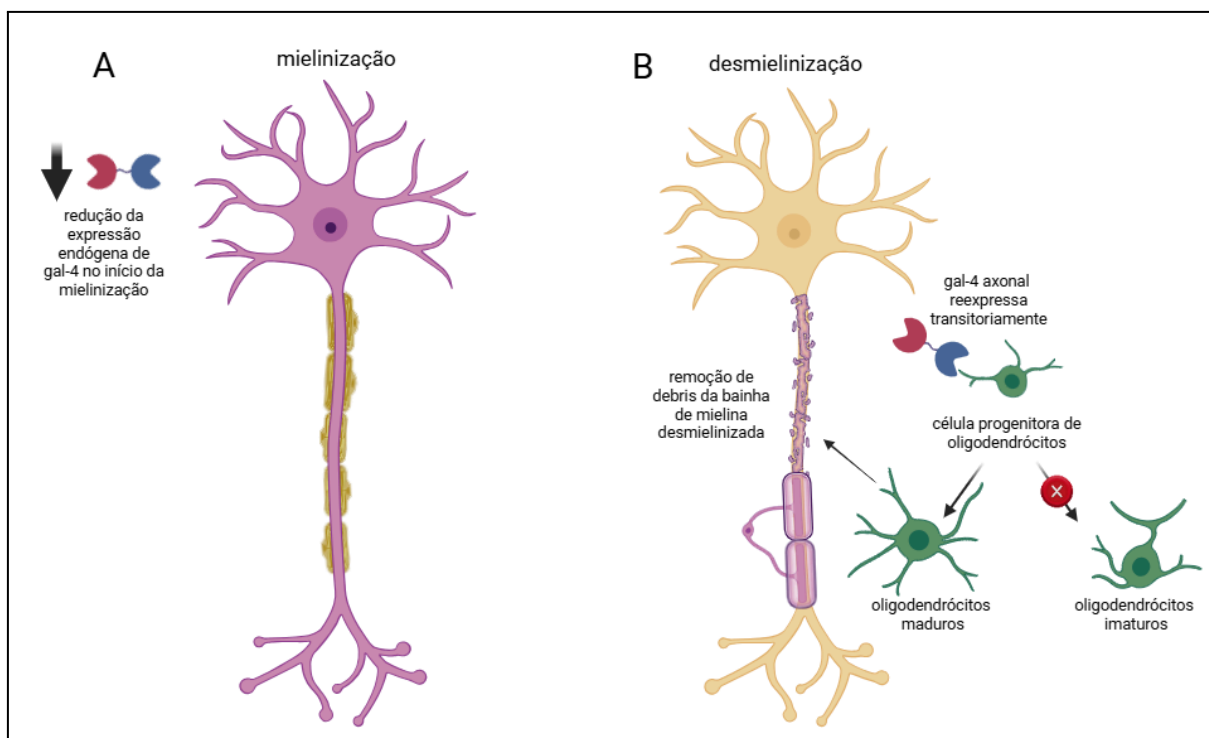 A
mielinização
redução da
expressão
endógena de
gal-4 no início da
mielinização
B
desmielinização
gal-4 axonal
reexpressa
transitoriamente
remoção de
debris da bainha
de mielina
desmielinizada
célula progenitora de
oligodendrócitos
X
oligodendrócitos
maduros
oligodendrócitos
imaturos